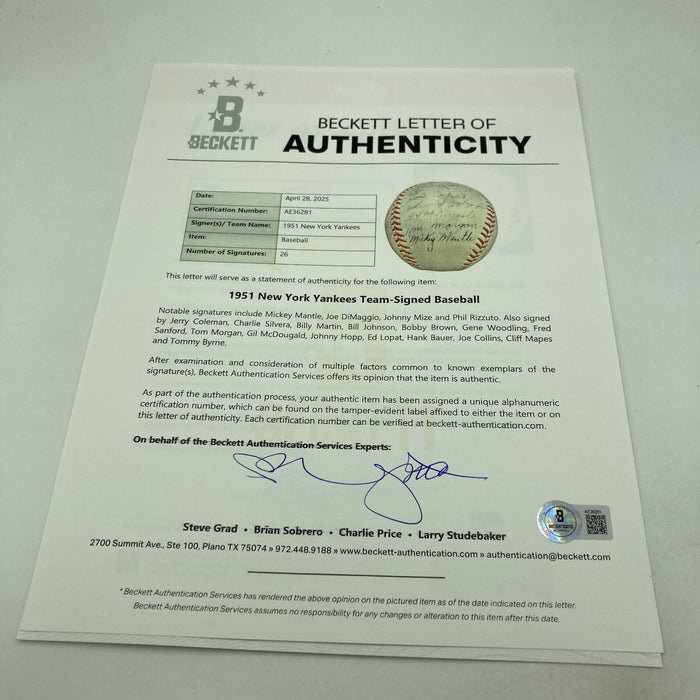 B
BECKETT
BECKETT LETTER OF
AUTHENTICITY
Date: April 28, 2025
Certification Number: AE36281
Signer(s)/ Team Name: 1951 New York Yankees
Item: Baseball
Number of Signatures: 26
Tom Morgan
Mickey Mantle
This letter will serve as a statement of authenticity for the following item:
1951 New York Yankees Team-Signed Baseball
Notable signatures include Mickey Mantle, Joe DiMaggio, Johnny Mize and Phil Rizzuto. Also signed
by Jerry Coleman, Charlie Silvera, Billy Martin, Bill Johnson, Bobby Brown, Gene Woodling, Fred
Sanford, Tom Morgan, Gil McDougald, Johnny Hopp, Ed Lopat, Hank Bauer, Joe Collins, Cliff Mapes
and Tommy Byrne.
After examination and consideration of multiple factors common to known exemplars of the
signature(s), Beckett Authentication Services offers its opinion that the item is authentic.
As part of the authentication process, your authentic item has been assigned a unique alphanumeric
certification number, which can be found on the tamper-evident label affixed to either the item or on
this letter of authenticity. Each certification number can be verified at beckett-authentication.com.
On behalf of the Beckett Authentication Services Experts:
AE36281
B
BECKETT
Steve Grad • Brian Sobrero • Charlie Price • Larry Studebaker
2700 Summit Ave., Ste 100, Plano TX 75074 » 972.448.9188 » www.beckett-authentication.com » authentication@beckett.com
*Beckett Authentication Services has rendered the above opinion on the pictured item as of the date indicated on this letter.
Beckett Authentication Services assumes no responsibility for any changes or alteration to this item after this date.